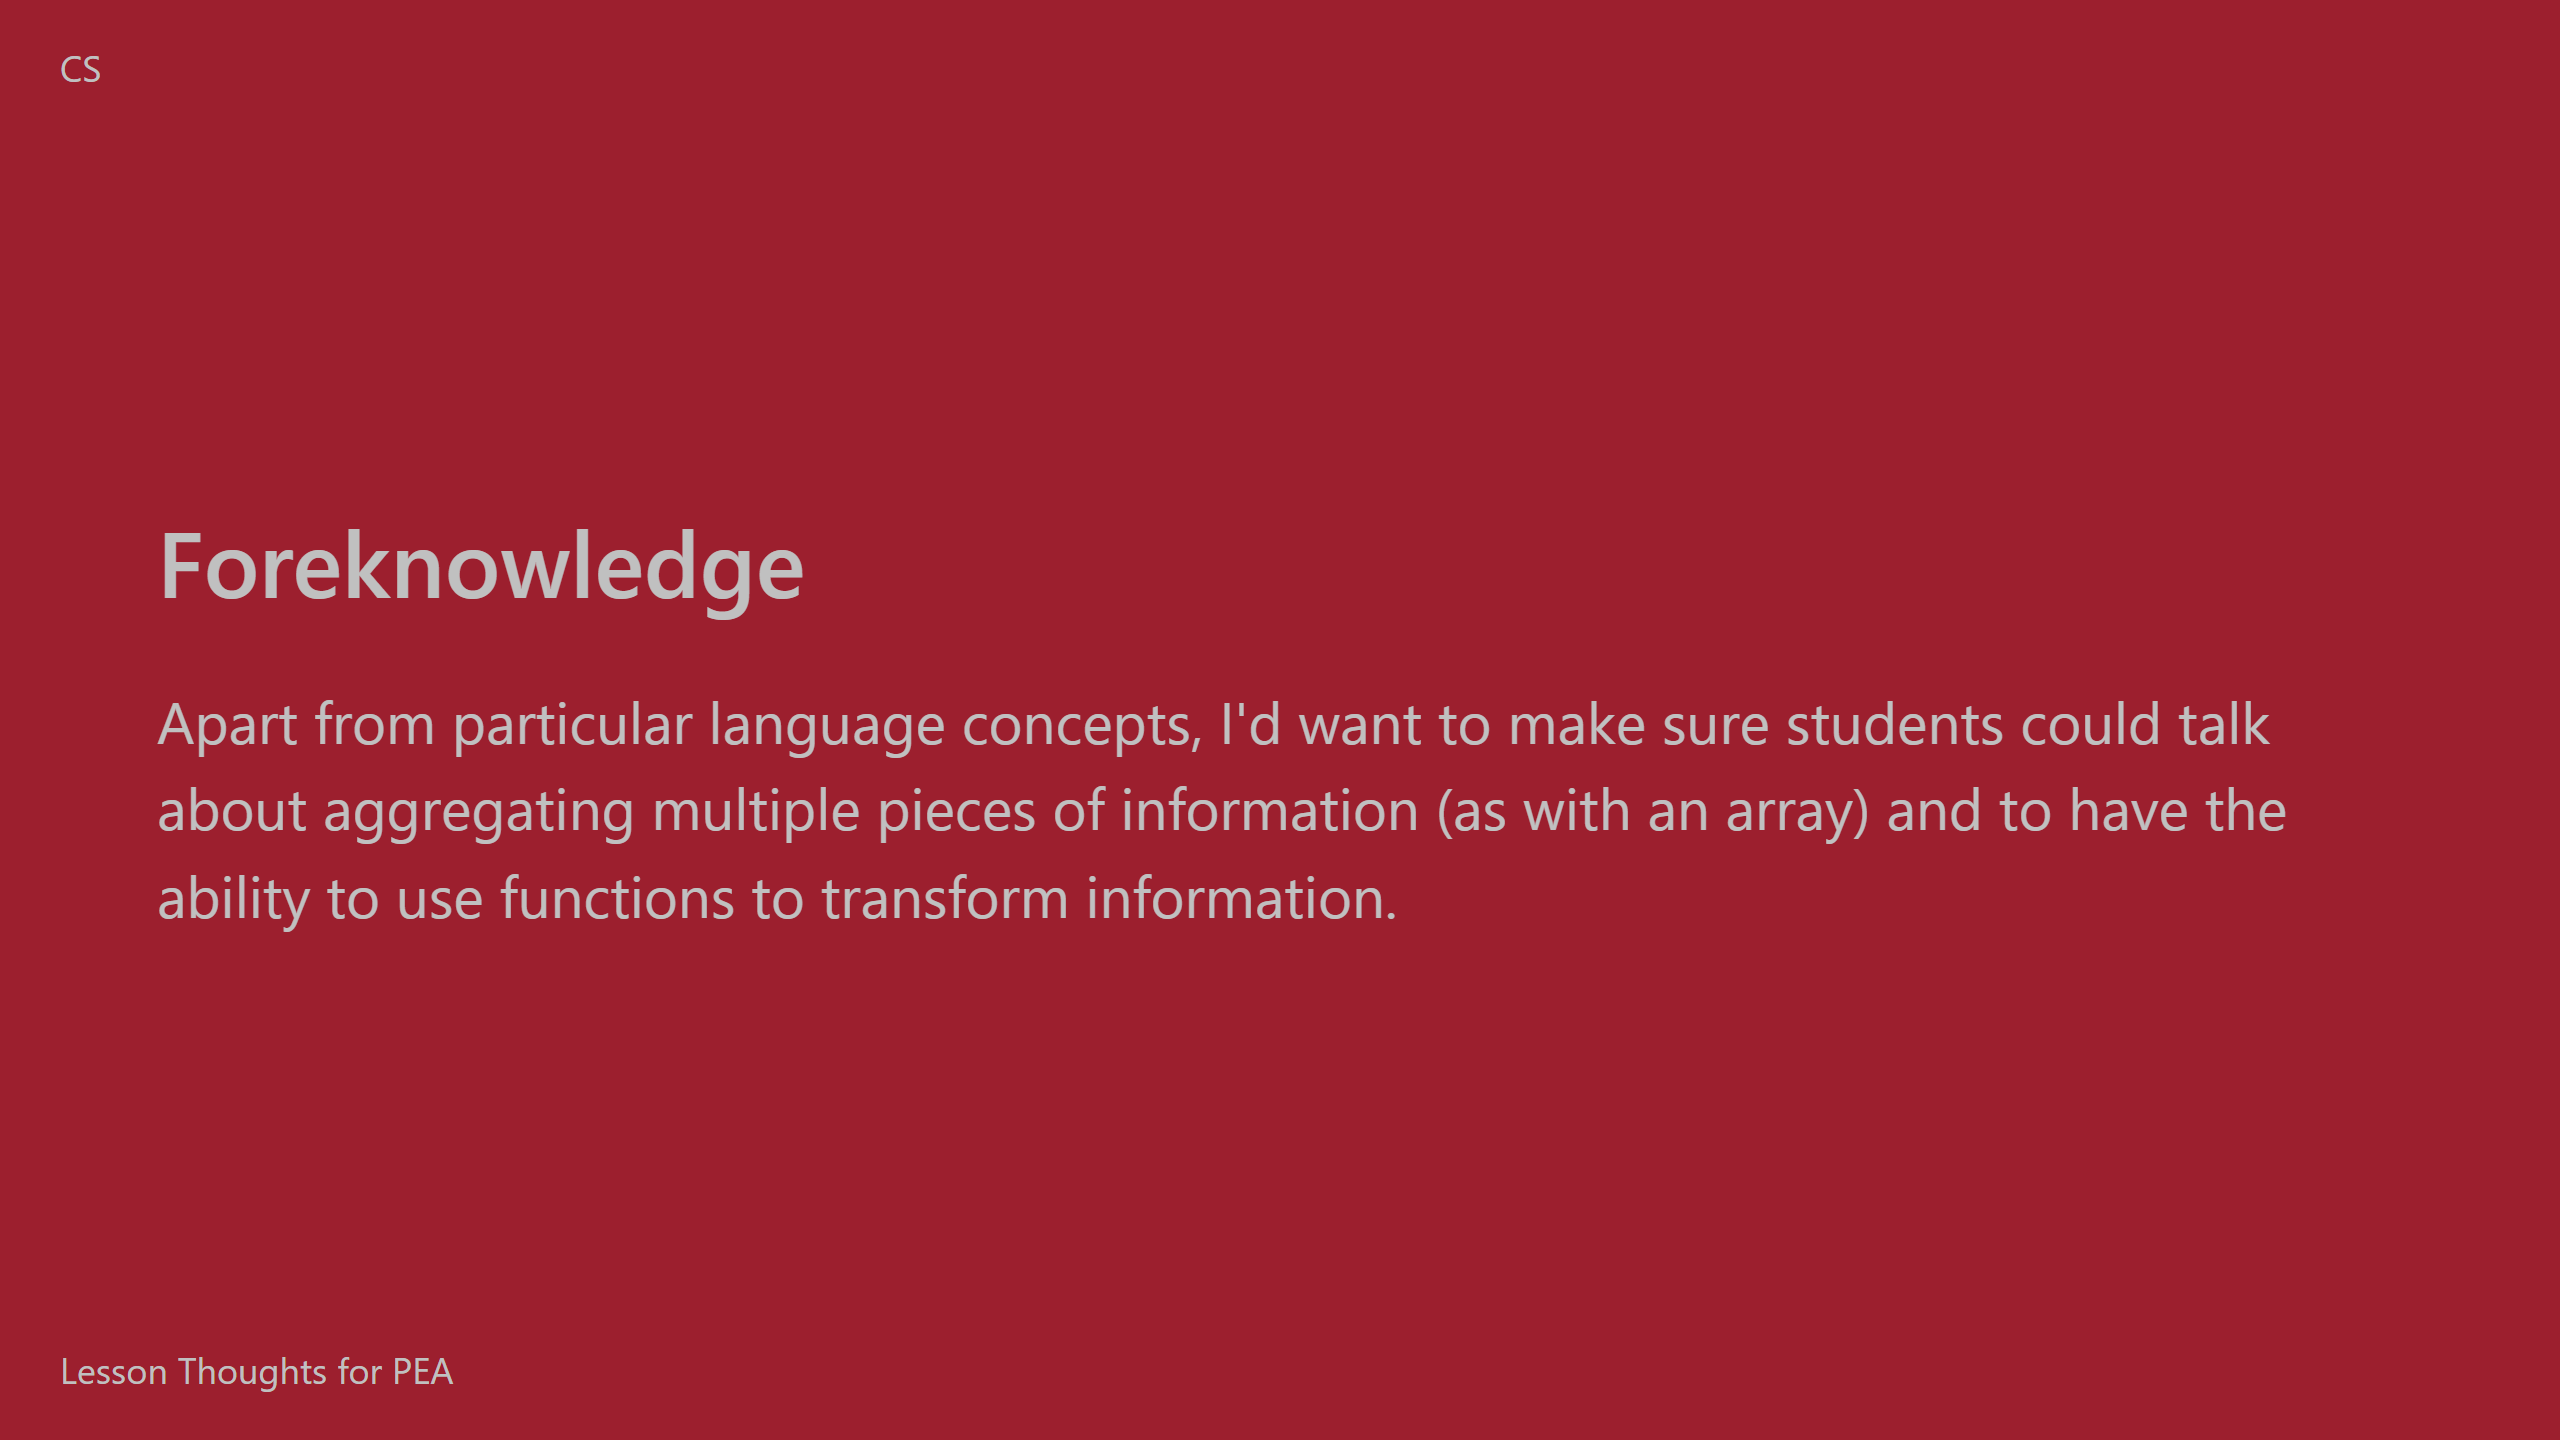 CS
Foreknowledge
Apart from particular language concepts, I'd want to make sure students could talk
about aggregating multiple pieces of information (as with an array) and to have the
ability to use functions to transform information.
Lesson Thoughts for PEA